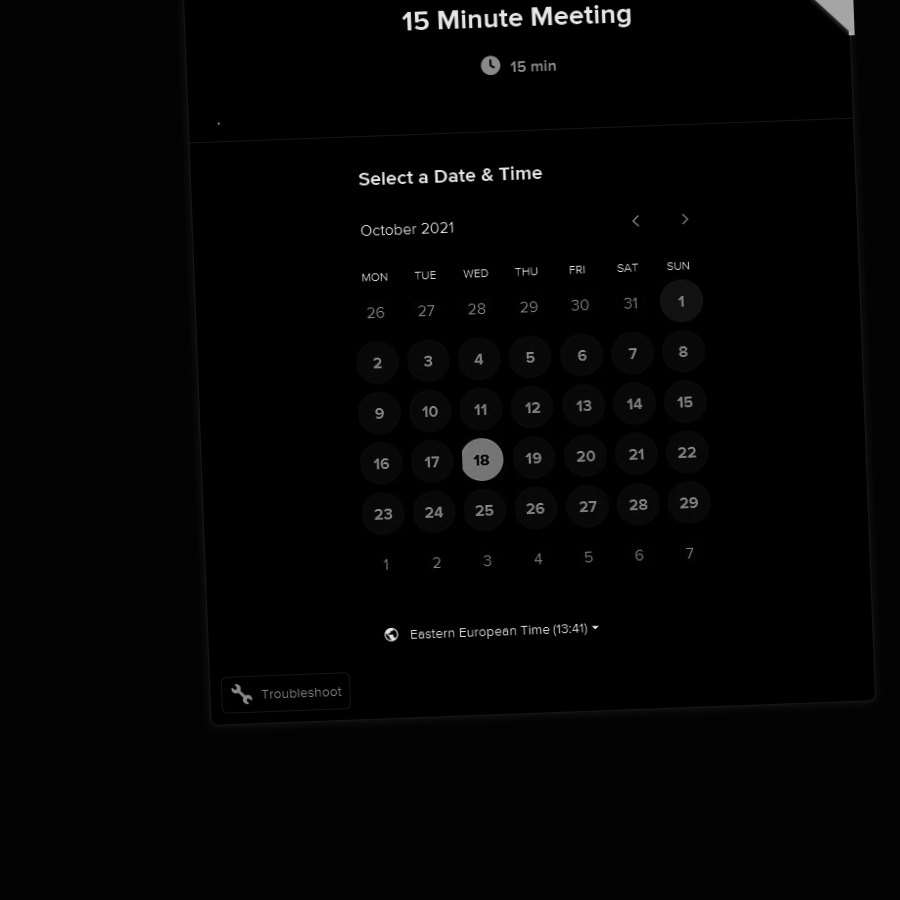 15 Minute Meeting
15 min
Select a Date & Time
October 2021
MON TUE WED THU FRI SAT SUN
26 27 28 29 30 31 1
2 3 4 5 6 7 8
9 10 11 12 13 14 15
16 17 18 19 20 21 22
23 24 25 26 27 28 29
1 2 3 4 5 6 7
Eastern European Time (13:41)
Troubleshoot